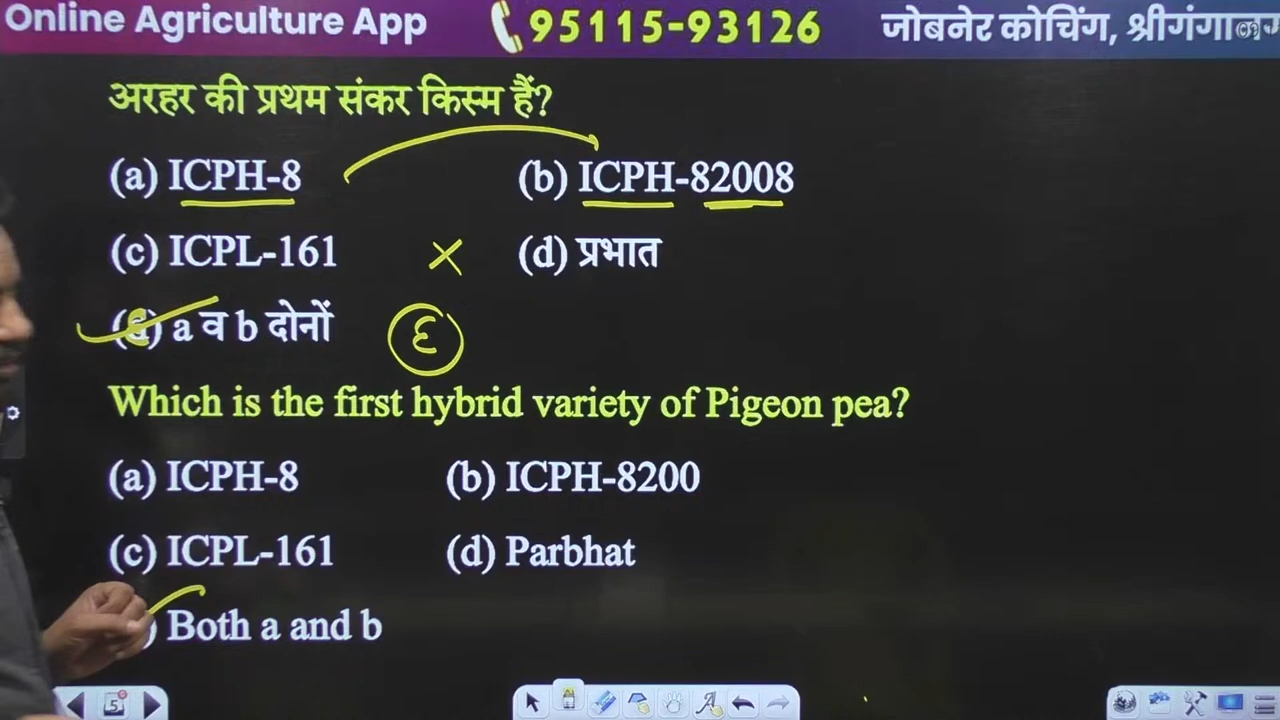 Online Agriculture App 95115-93126 जोबनेर कोचिंग, श्रीगंगा
अरहर की प्रथम संकर किस्म हैं?
(a) ICPH-8 (b) ICPH-82008
(c) ICPL-161 (d) प्रभात
a व b दोनों
Which is the first hybrid variety of Pigeon pea?
(a) ICPH-8 (b) ICPH-8200
(c) ICPL-161 (d) Parbhat
) Both a and b
5